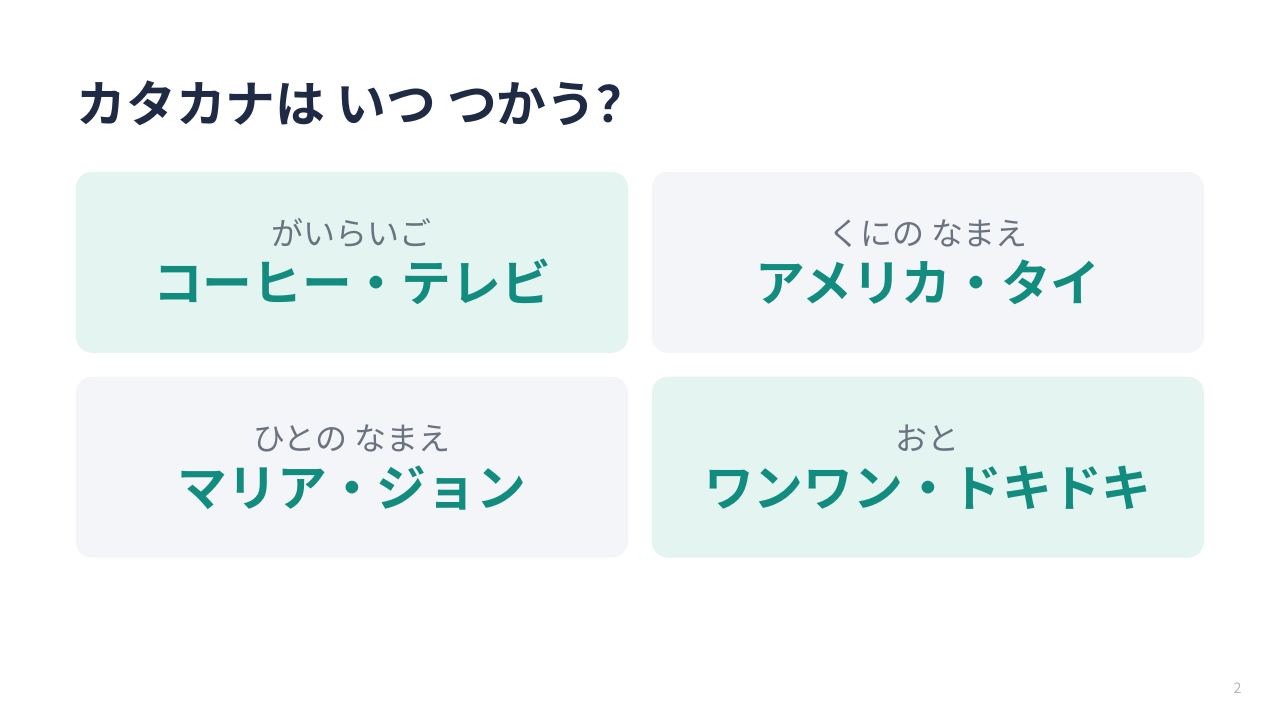 カタカナは いつ つかう?
がいらいご
コーヒー・テレビ
くにの なまえ
アメリカ・タイ
ひとの なまえ
マリア・ジョン
おと
ワンワン・ドキドキ
2